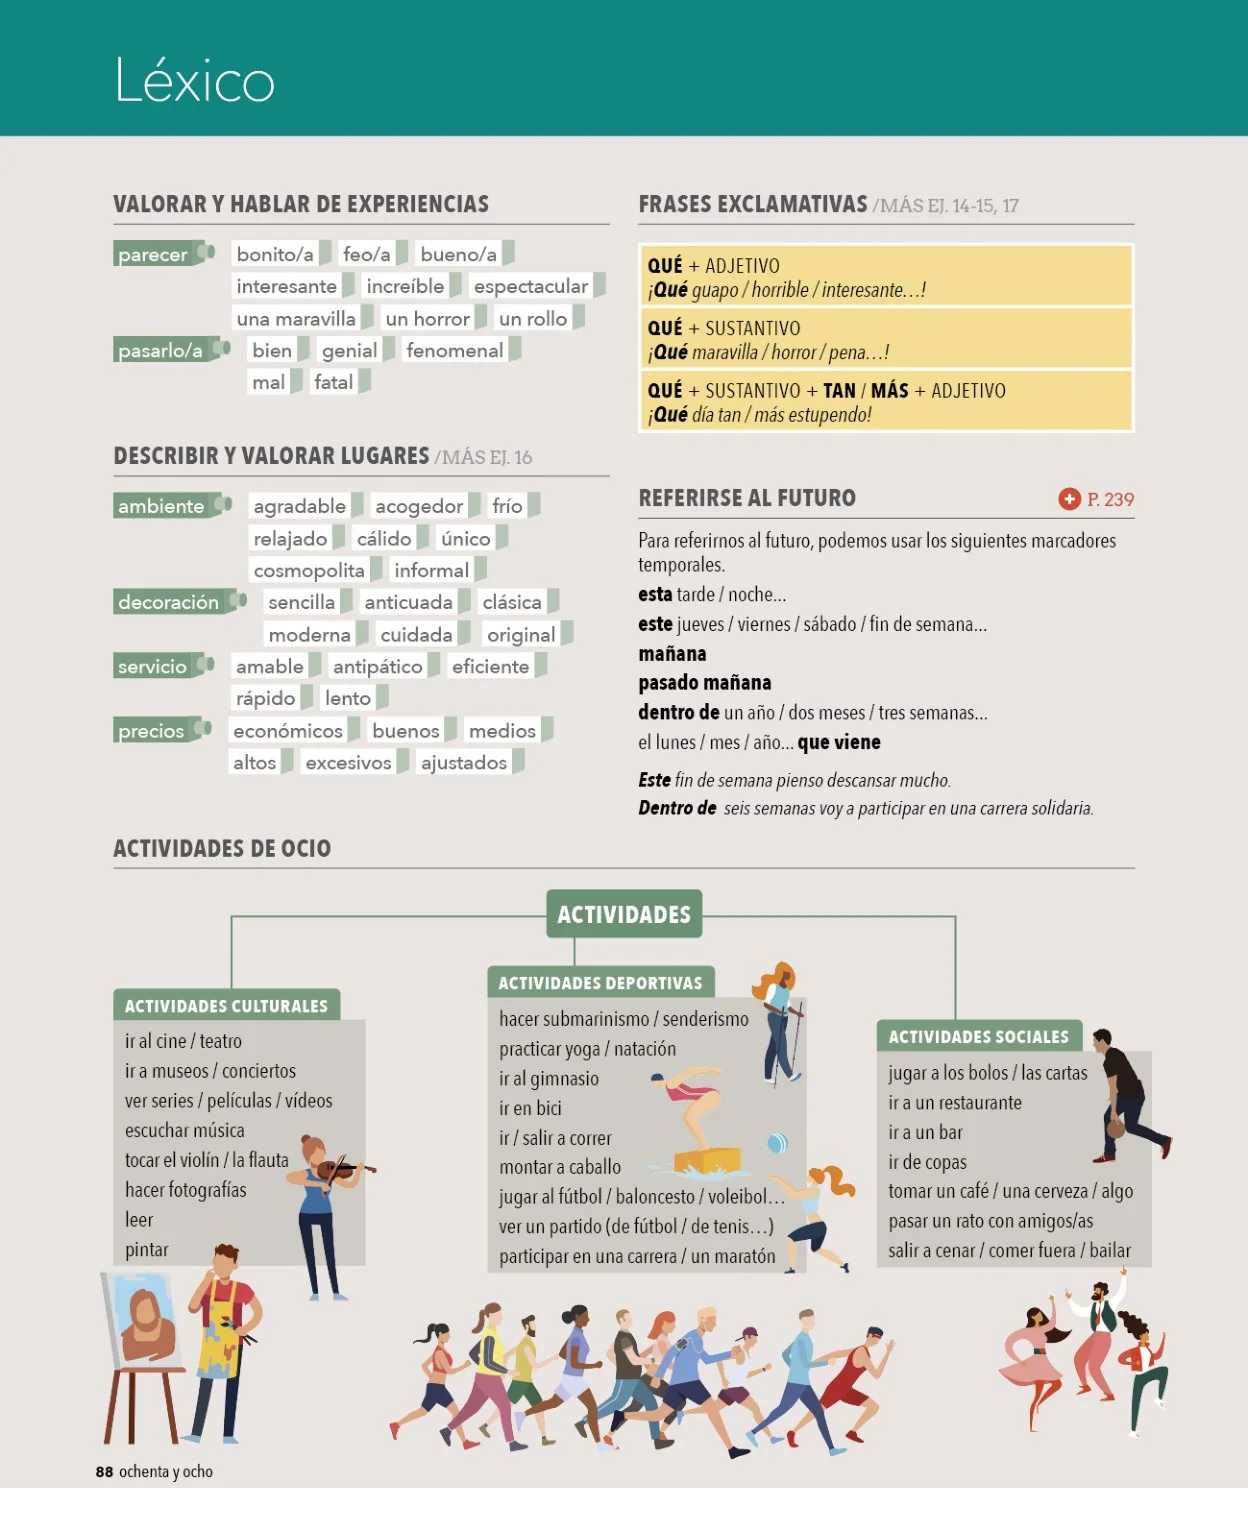 Léxico
VALORAR Y HABLAR DE EXPERIENCIAS
parecer bonito/a feo/a bueno/a
interesante increíble espectacular
una maravilla un horror un rollo
pasarlo/a bien genial fenomenal
mal fatal
DESCRIBIR Y VALORAR LUGARES /MÁS EJ. 16
ambiente agradable acogedor frío
relajado cálido único
cosmopolita informal
decoración sencilla anticuada clásica
moderna cuidada original
servicio amable antipático eficiente
rápido lento
precios económicos buenos medios
altos excesivos ajustados
FRASES EXCLAMATIVAS /MÁS EJ. 14-15, 17
QUÉ + ADJETIVO
¡Qué guapo / horrible / interesante…!
QUÉ + SUSTANTIVO
¡Qué maravilla / horror / pena…!
QUÉ + SUSTANTIVO + TAN / MÁS + ADJETIVO
¡Qué día tan / más estupendo!
REFERIRSE AL FUTURO + P. 239
Para referirnos al futuro, podemos usar los siguientes marcadores
temporales.
esta tarde / noche...
este jueves / viernes / sábado / fin de semana...
mañana
pasado mañana
dentro de un año / dos meses / tres semanas...
el lunes / mes / año... que viene
Este fin de semana pienso descansar mucho.
Dentro de seis semanas voy a participar en una carrera solidaria.
ACTIVIDADES DE OCIO
ACTIVIDADES
ACTIVIDADES CULTURALES
ir al cine / teatro
ir a museos / conciertos
ver series / películas / vídeos
escuchar música
tocar el violín / la flauta
hacer fotografías
leer
pintar
ACTIVIDADES DEPORTIVAS
hacer submarinismo / senderismo
practicar yoga / natación
ir al gimnasio
ir en bici
ir / salir a correr
montar a caballo
jugar al fútbol / baloncesto / voleibol…
ver un partido (de fútbol / de tenis…)
participar en una carrera / un maratón
ACTIVIDADES SOCIALES
jugar a los bolos / las cartas
ir a un restaurante
ir a un bar
ir de copas
tomar un café / una cerveza / algo
pasar un rato con amigos/as
salir a cenar / comer fuera / bailar
88 ochenta y ocho